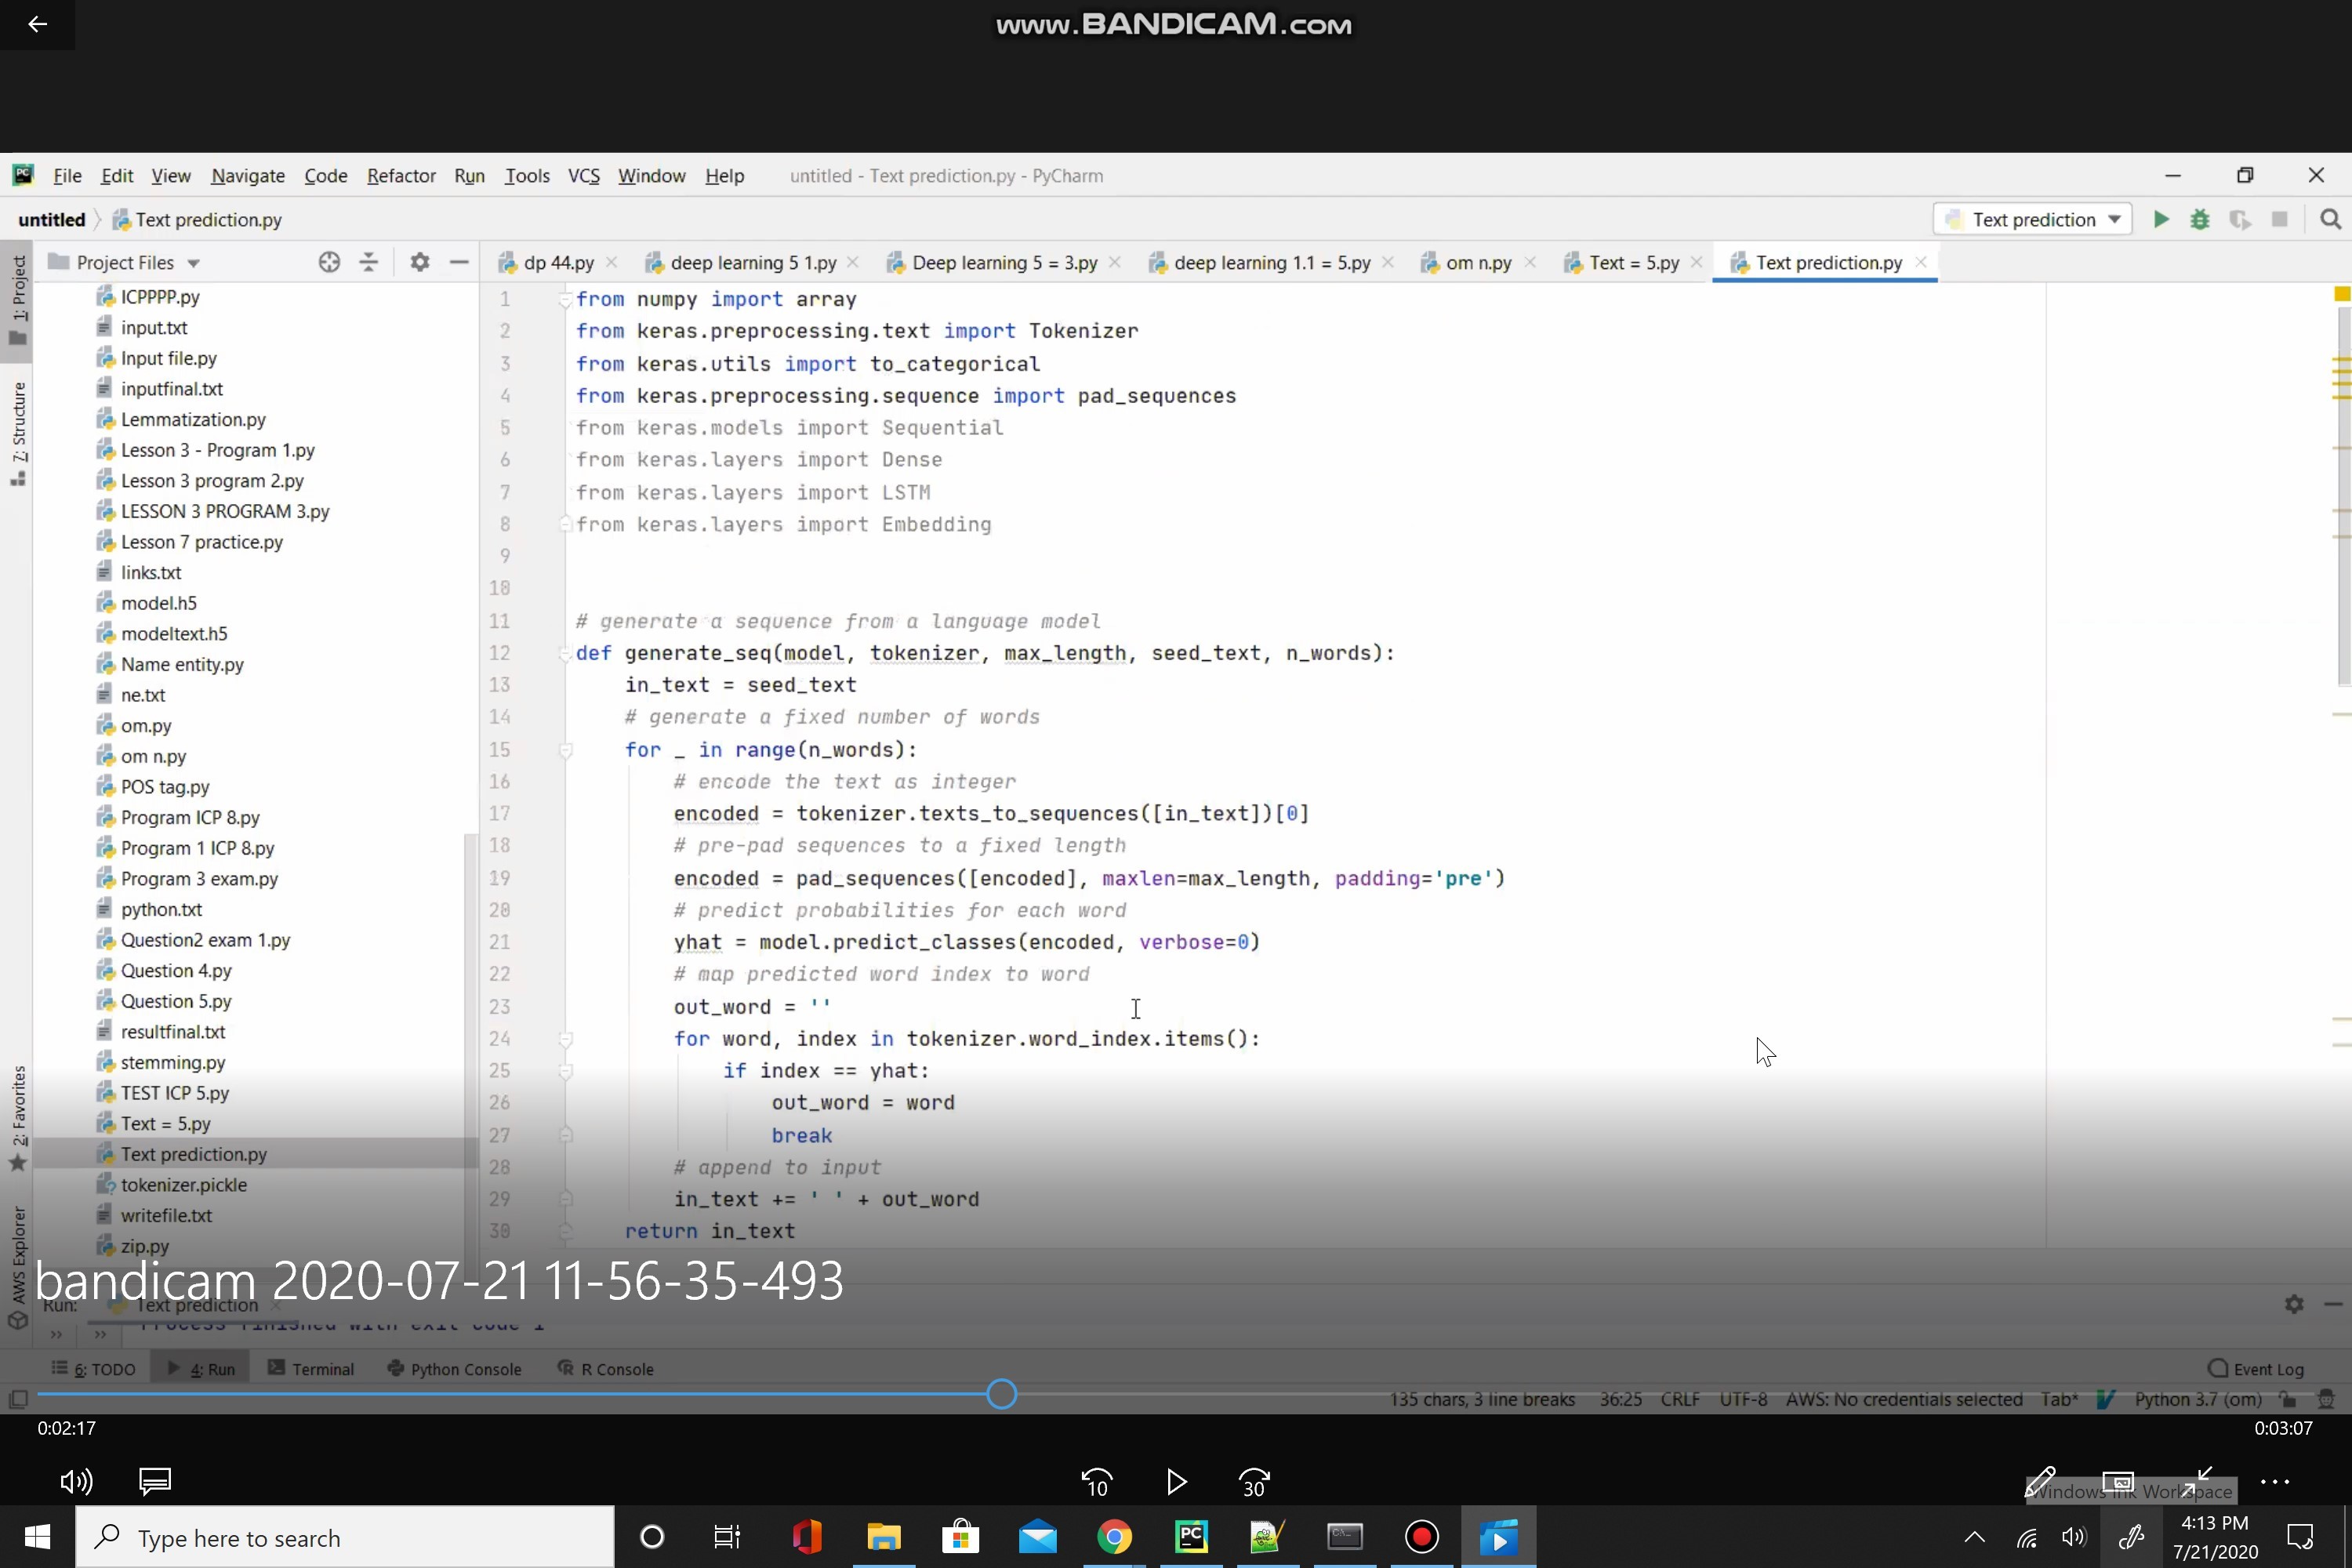 www.BANDICAM.com
File Edit View Navigate Code Refactor Run Tools VCS Window Help untitled - Text prediction.py - PyCharm
untitled Text prediction.py Text prediction
Project Files dp 44.py deep learning 5 1.py Deep learning 5 = 3.py deep learning 1.1 = 5.py om n.py Text = 5.py Text prediction.py
1: Project
7: Structure
2: Favorites
AWS Explorer
ICPPPP.py
input.txt
Input file.py
inputfinal.txt
Lemmatization.py
Lesson 3 - Program 1.py
Lesson 3 program 2.py
LESSON 3 PROGRAM 3.py
Lesson 7 practice.py
links.txt
model.h5
modeltext.h5
Name entity.py
ne.txt
om.py
om n.py
POS tag.py
Program ICP 8.py
Program 1 ICP 8.py
Program 3 exam.py
python.txt
Question2 exam 1.py
Question 4.py
Question 5.py
resultfinal.txt
stemming.py
TEST ICP 5.py
Text = 5.py
Text prediction.py
tokenizer.pickle
writefile.txt
zip.py
1 from numpy import array
2 from keras.preprocessing.text import Tokenizer
3 from keras.utils import to_categorical
4 from keras.preprocessing.sequence import pad_sequences
5 from keras.models import Sequential
6 from keras.layers import Dense
7 from keras.layers import LSTM
8 from keras.layers import Embedding
9
10
11 # generate a sequence from a language model
12 def generate_seq(model, tokenizer, max_length, seed_text, n_words):
13 in_text = seed_text
14 # generate a fixed number of words
15 for _ in range(n_words):
16 # encode the text as integer
17 encoded = tokenizer.texts_to_sequences([in_text])[0]
18 # pre-pad sequences to a fixed length
19 encoded = pad_sequences([encoded], maxlen=max_length, padding='pre')
20 # predict probabilities for each word
21 yhat = model.predict_classes(encoded, verbose=0)
22 # map predicted word index to word
23 out_word = ''
24 for word, index in tokenizer.word_index.items():
25 if index == yhat:
26 out_word = word
27 break
28 # append to input
29 in_text += ' ' + out_word
30 return in_text
bandicam 2020-07-21 11-56-35-493
Run: Text prediction
Process finished with exit code 1
6: TODO 4: Run Terminal Python Console R Console Event Log
135 chars, 3 line breaks 36:25 CRLF UTF-8 AWS: No credentials selected Tab* Python 3.7 (om)
0:02:17 0:03:07
10 30
Windows Ink Workspace
Type here to search
4:13 PM
7/21/2020